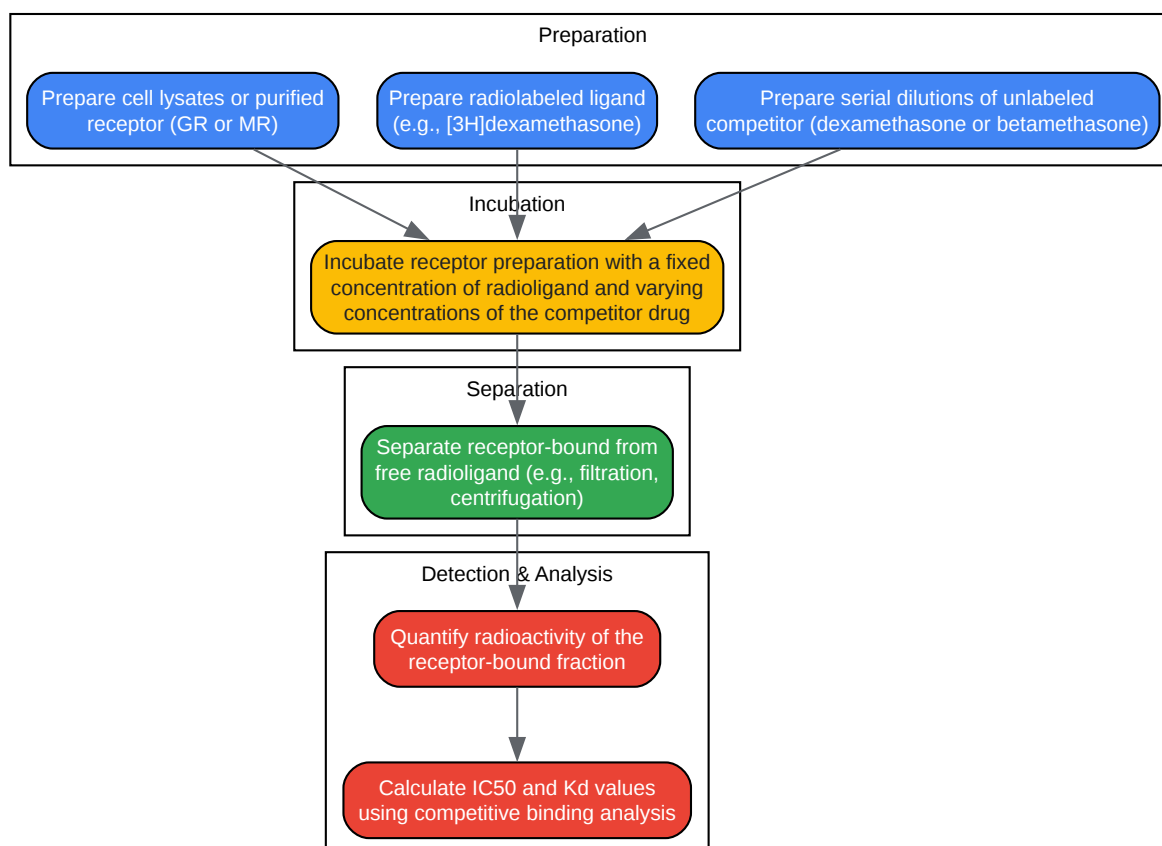 Preparation
Prepare cell lysates or purified
receptor (GR or MR)
Prepare radiolabeled ligand
(e.g., [3H]dexamethasone)
Prepare serial dilutions of unlabeled
competitor (dexamethasone or betamethasone)
Incubation
Incubate receptor preparation with a fixed
concentration of radioligand and varying
concentrations of the competitor drug
Separation
Separate receptor-bound from
free radioligand (e.g., filtration,
centrifugation)
Detection & Analysis
Quantify radioactivity of the
receptor-bound fraction
Calculate IC50 and Kd values
using competitive binding analysis